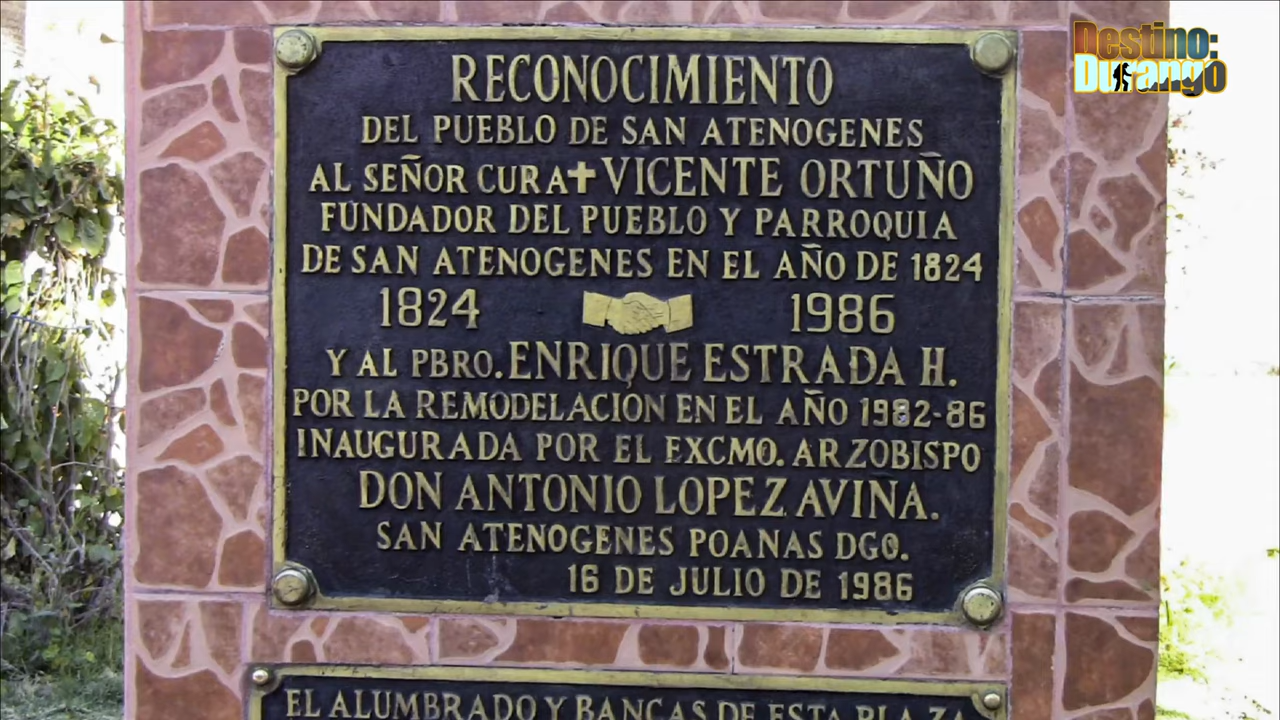 Destino:
Durango
RECONOCIMIENTO
DEL PUEBLO DE SAN ATENOGENES
AL SEÑOR CURA✝VICENTE ORTUÑO
FUNDADOR DEL PUEBLO Y PARROQUIA
DE SAN ATENOGENES EN EL AÑO DE 1824
1824 1986
Y AL PBRO. ENRIQUE ESTRADA H.
POR LA REMODELACION EN EL AÑO 1982-86
INAUGURADA POR EL EXCMO. ARZOBISPO
DON ANTONIO LOPEZ AVINA.
SAN ATENOGENES POANAS DGO.
16 DE JULIO DE 1986
EL ALUMBRADO Y BANCAS DE ESTA PLAZA